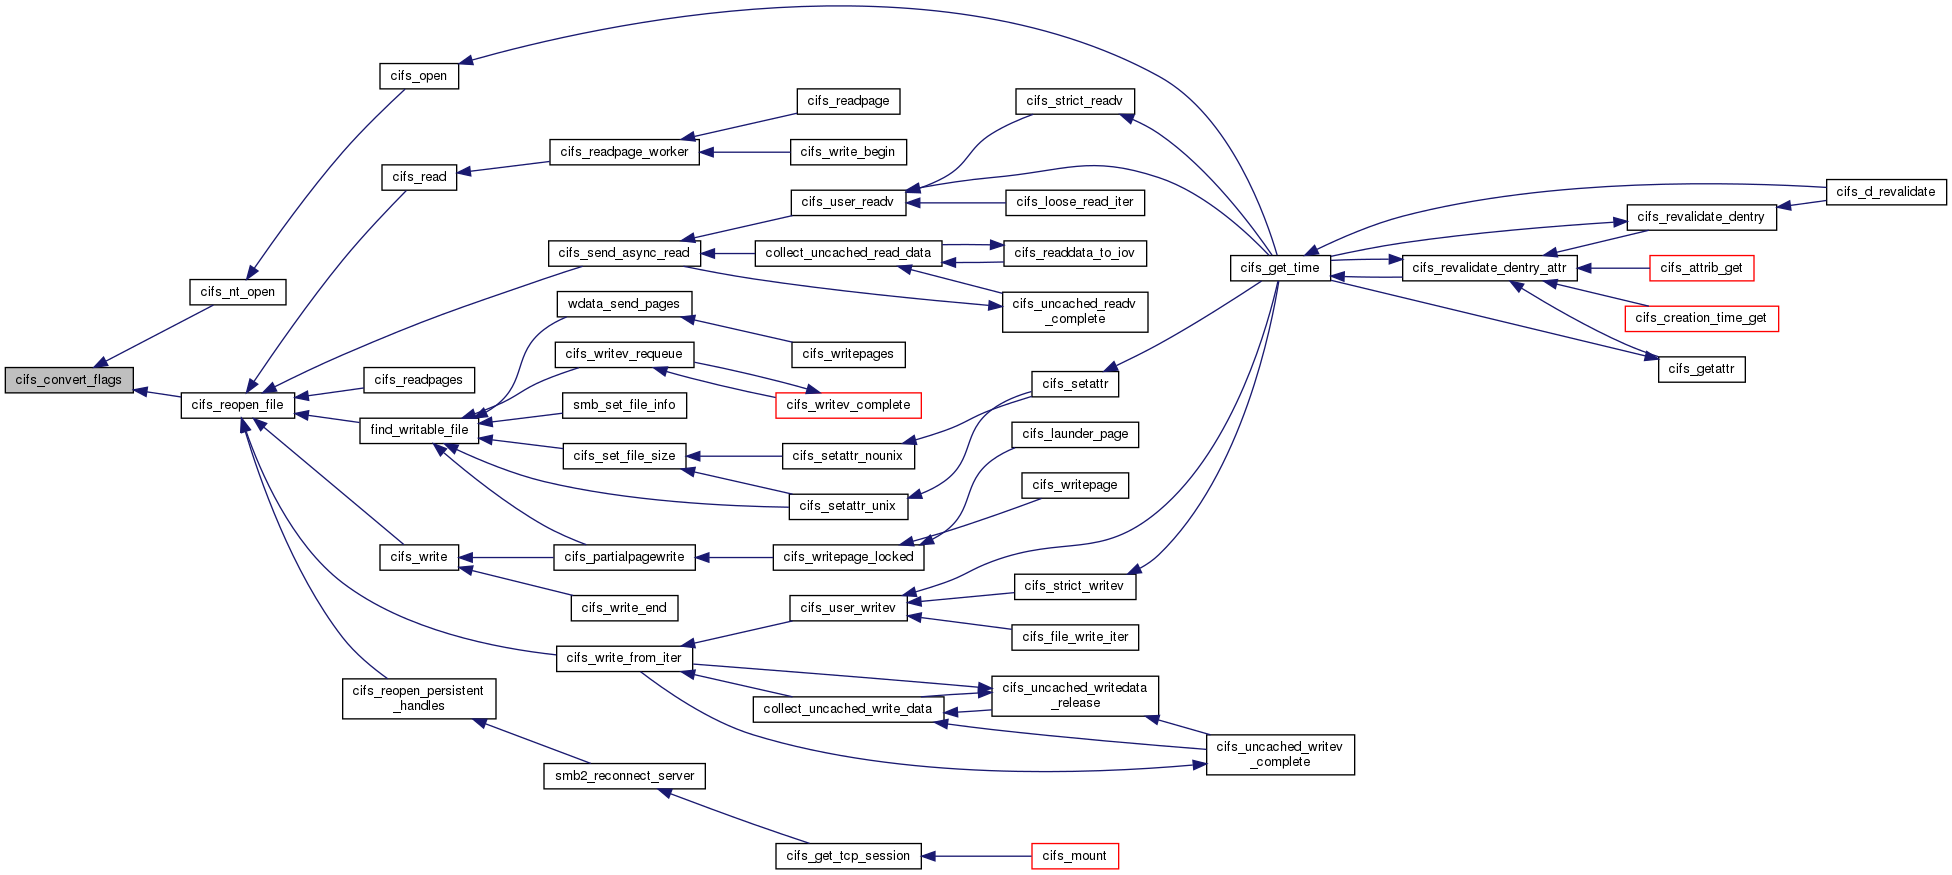 cifs_open
cifs_readpage
cifs_strict_readv
cifs_readpage_worker
cifs_write_begin
cifs_read
cifs_user_readv
cifs_loose_read_iter
cifs_d_revalidate
cifs_revalidate_dentry
cifs_send_async_read
collect_uncached_read_data
cifs_readdata_to_iov
cifs_get_time
cifs_revalidate_dentry_attr
cifs_attrib_get
cifs_nt_open
wdata_send_pages
cifs_uncached_readv
_complete
cifs_creation_time_get
cifs_writev_requeue
cifs_writepages
cifs_getattr
cifs_convert_flags
cifs_readpages
cifs_setattr
cifs_reopen_file
smb_set_file_info
cifs_writev_complete
find_writable_file
cifs_launder_page
cifs_set_file_size
cifs_setattr_nounix
cifs_writepage
cifs_setattr_unix
cifs_write
cifs_partialpagewrite
cifs_writepage_locked
cifs_strict_writev
cifs_write_end
cifs_user_writev
cifs_file_write_iter
cifs_write_from_iter
cifs_reopen_persistent
_handles
cifs_uncached_writedata
_release
collect_uncached_write_data
cifs_uncached_writev
_complete
smb2_reconnect_server
cifs_get_tcp_session
cifs_mount